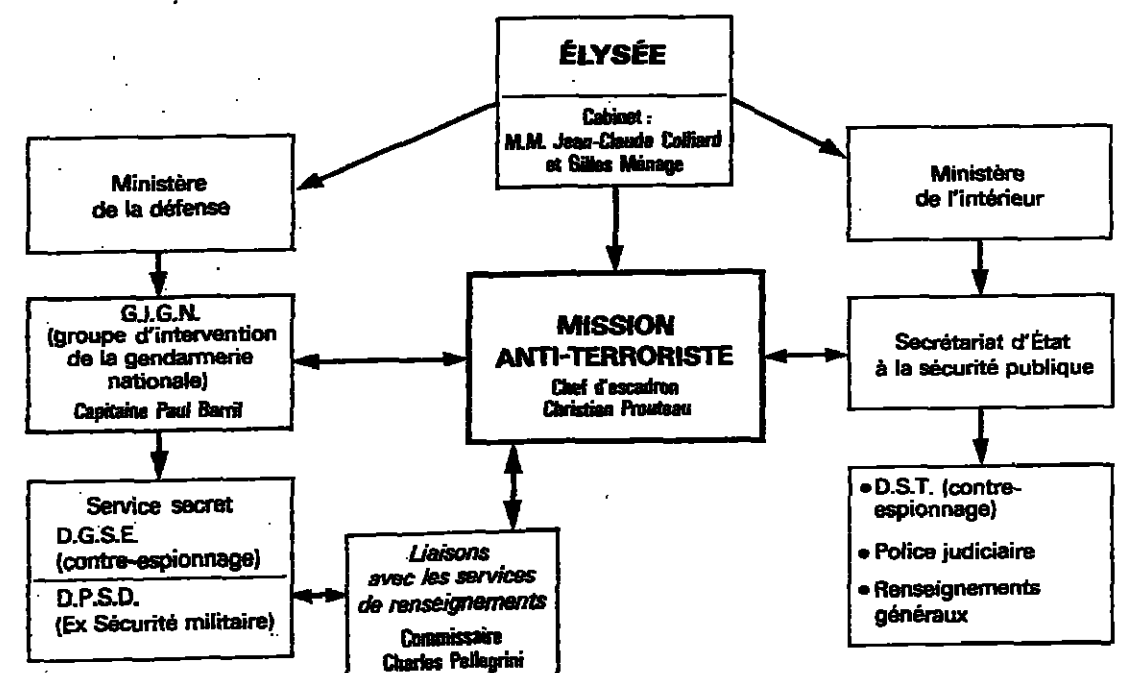 ÉLYSÉE
Cabinet :
M.M. Jean-Claude Colliard
et Gilles Ménage
Ministère
de la défense
Ministère
de l'intérieur
G.I.G.N.
(groupe d'intervention
de la gendarmerie
nationale)
Capitaine Paul Barril
MISSION
ANTI-TERRORISTE
Chef d'escadron
Christian Prouteau
Secrétariat d'État
à la sécurité publique
Service secret
D.G.S.E.
(contre-espionnage)
D.P.S.D.
(Ex Sécurité militaire)
Liaisons
avec les services
de renseignements
Commissaire
Charles Pellegrini
• D.S.T. (contre-
espionnage)
• Police judiciaire
• Renseignements
généraux